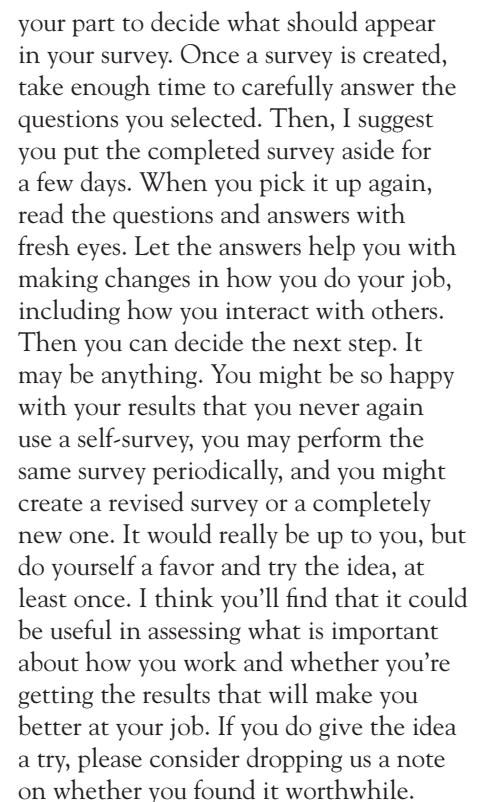 your part to decide what should appear
in your survey. Once a survey is created,
take enough time to carefully answer the
questions you selected. Then, I suggest
you put the completed survey aside for
a few days. When you pick it up again,
read the questions and answers with
fresh eyes. Let the answers help you with
making changes in how you do your job,
including how you interact with others.
Then you can decide the next step. It
may be anything. You might be so happy
with your results that you never again
use a self-survey, you may perform the
same survey periodically, and you might
create a revised survey or a completely
new one. It would really be up to you, but
do yourself a favor and try the idea, at
least once. I think you’ll find that it could
be useful in assessing what is important
about how you work and whether you’re
getting the results that will make you
better at your job. If you do give the idea
a try, please consider dropping us a note
on whether you found it worthwhile.